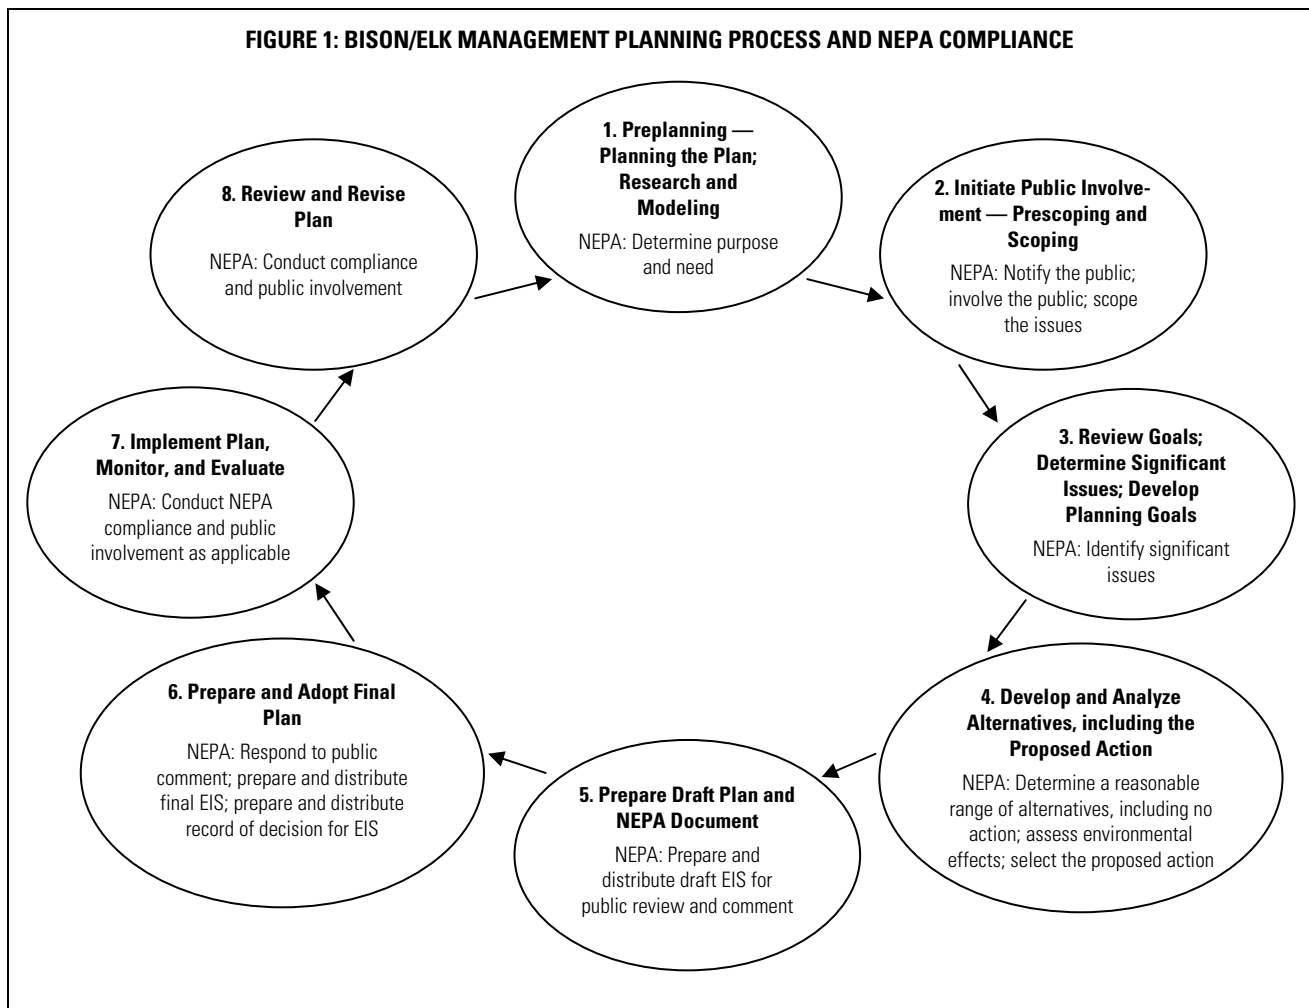 FIGURE 1: BISON/ELK MANAGEMENT PLANNING PROCESS AND NEPA COMPLIANCE
1. Preplanning —
Planning the Plan;
Research and
Modeling
NEPA: Determine purpose
and need
2. Initiate Public Involve-
ment — Prescoping and
Scoping
NEPA: Notify the public;
involve the public; scope
the issues
3. Review Goals;
Determine Significant
Issues; Develop
Planning Goals
NEPA: Identify significant
issues
4. Develop and Analyze
Alternatives, including the
Proposed Action
NEPA: Determine a reasonable
range of alternatives, including no
action; assess environmental
effects; select the proposed action
5. Prepare Draft Plan and
NEPA Document
NEPA: Prepare and
distribute draft EIS for
public review and comment
6. Prepare and Adopt Final
Plan
NEPA: Respond to public
comment; prepare and distribute
final EIS; prepare and distribute
record of decision for EIS
7. Implement Plan,
Monitor, and Evaluate
NEPA: Conduct NEPA
compliance and public
involvement as applicable
8. Review and Revise
Plan
NEPA: Conduct compliance
and public involvement